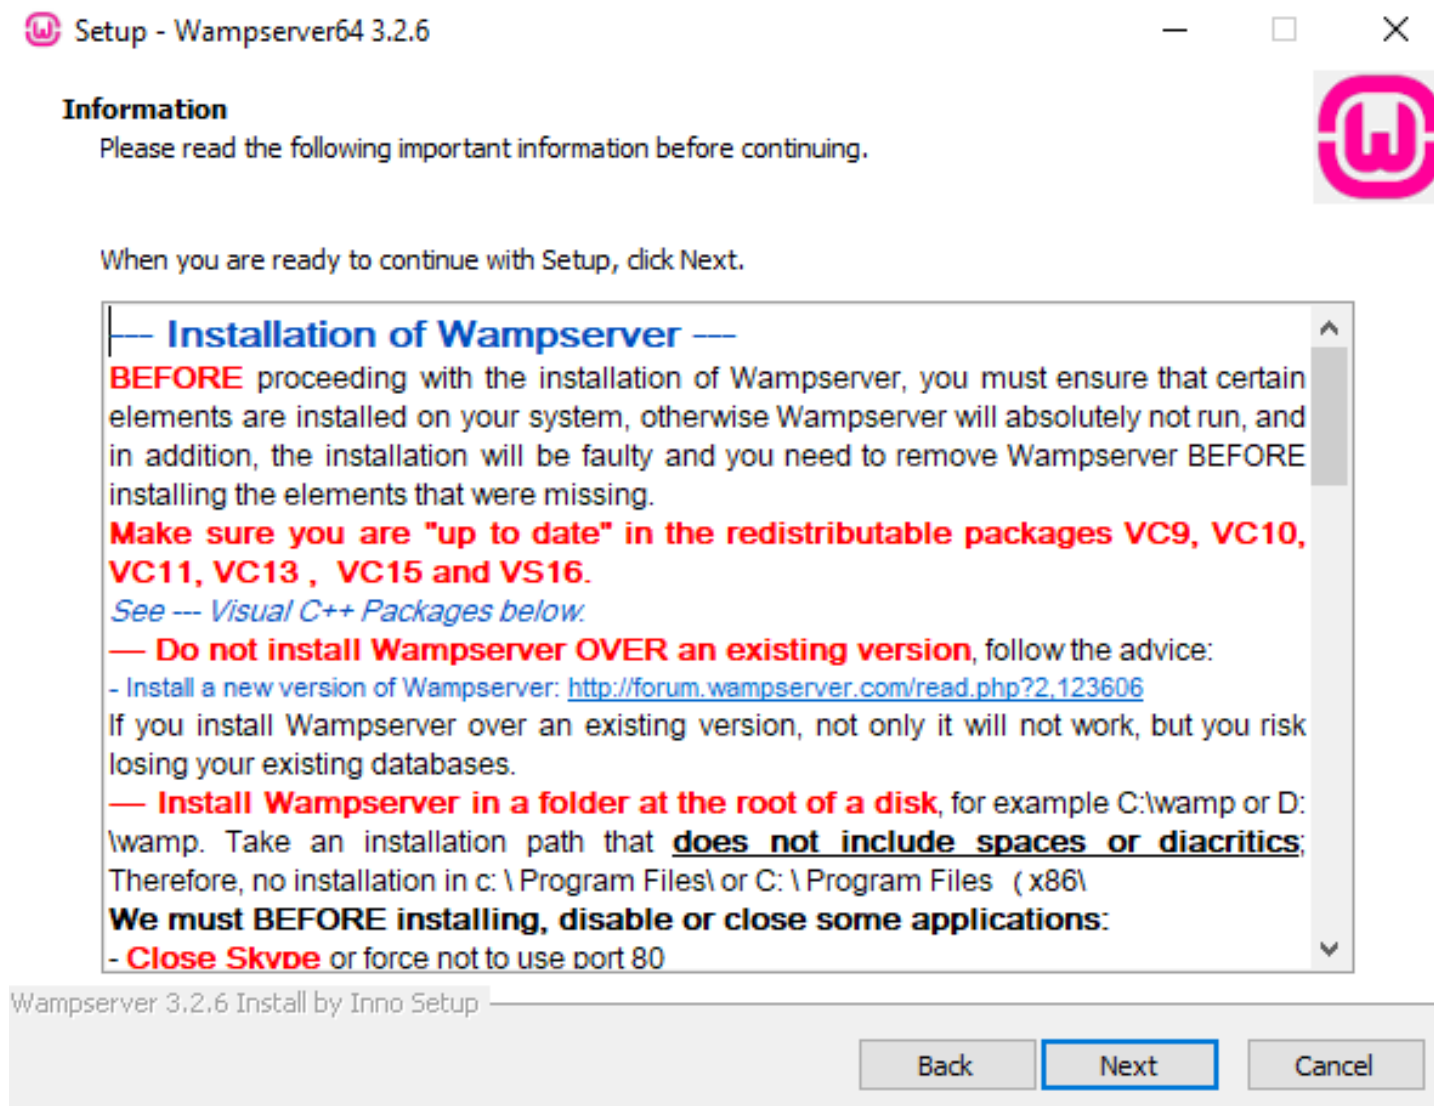 Setup - Wampserver64 3.2.6
Information
Please read the following important information before continuing.
When you are ready to continue with Setup, click Next.
--- Installation of Wampserver ---
BEFORE proceeding with the installation of Wampserver, you must ensure that certain
elements are installed on your system, otherwise Wampserver will absolutely not run, and
in addition, the installation will be faulty and you need to remove Wampserver BEFORE
installing the elements that were missing.
Make sure you are "up to date" in the redistributable packages VC9, VC10,
VC11, VC13 , VC15 and VS16.
See --- Visual C++ Packages below.
— Do not install Wampserver OVER an existing version, follow the advice:
- Install a new version of Wampserver: http://forum.wampserver.com/read.php?2,123606
If you install Wampserver over an existing version, not only it will not work, but you risk
losing your existing databases.
— Install Wampserver in a folder at the root of a disk, for example C:\wamp or D:
\wamp. Take an installation path that does not include spaces or diacritics;
Therefore, no installation in c: \ Program Files\ or C: \ Program Files （x86\
We must BEFORE installing, disable or close some applications:
- Close Skype or force not to use port 80
Wampserver 3.2.6 Install by Inno Setup
Back
Next
Cancel